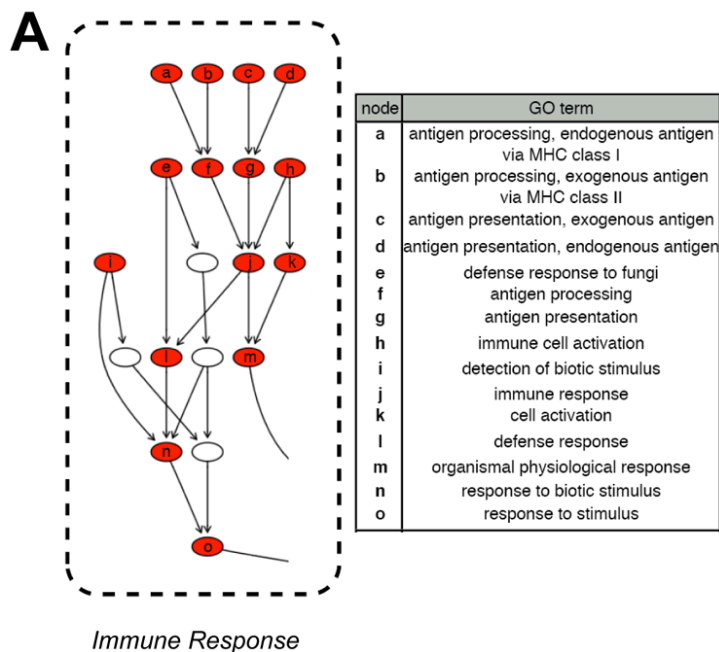 A
a b c d
e f g h
i j k
l m
n
o
Immune Response
node GO term
a antigen processing, endogenous antigen
via MHC class I
b antigen processing, exogenous antigen
via MHC class II
c antigen presentation, exogenous antigen
d antigen presentation, endogenous antigen
e defense response to fungi
f antigen processing
g antigen presentation
h immune cell activation
i detection of biotic stimulus
j immune response
k cell activation
l defense response
m organismal physiological response
n response to biotic stimulus
o response to stimulus